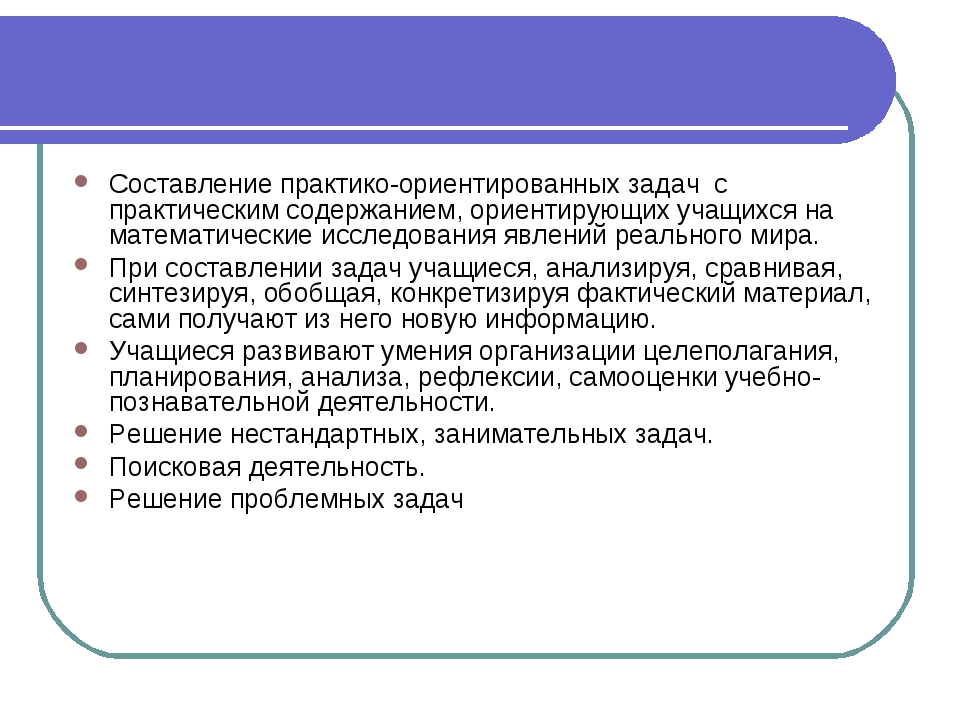 Составление практико-ориентированных задач  с
практическим содержанием, ориентирующих учащихся на
математические исследования явлений реального мира.
При составлении задач учащиеся, анализируя, сравнивая,
синтезируя, обобщая, конкретизируя фактический материал,
сами получают из него новую информацию.
Учащиеся развивают умения организации целеполагания,
планирования, анализа, рефлексии, самооценки учебно-
познавательной деятельности.
Решение нестандартных, занимательных задач.
Поисковая деятельность.
Решение проблемных задач